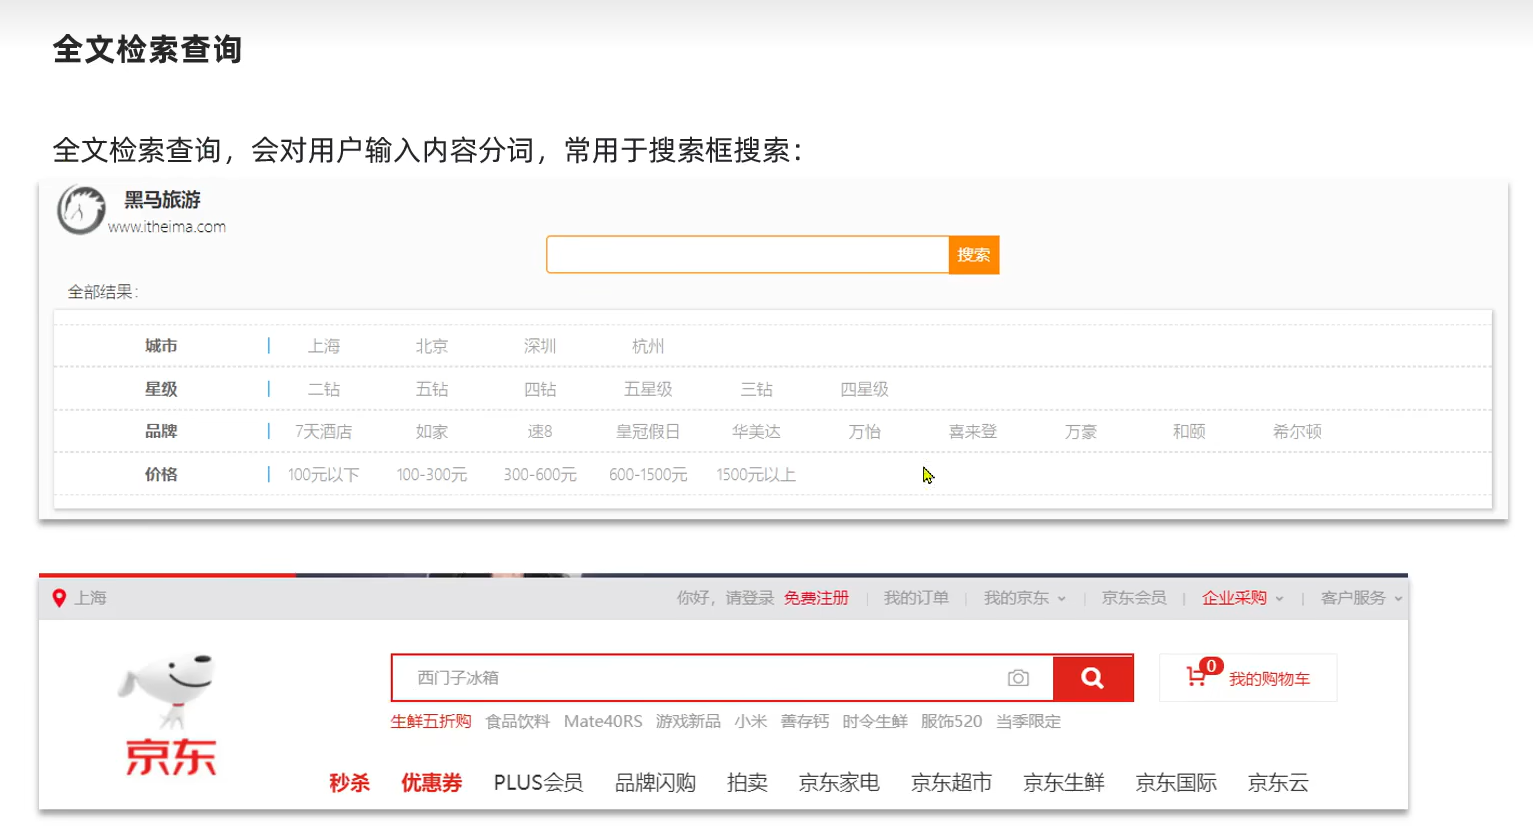 全文检索查询
全文检索查询，会对用户输入内容分词，常用于搜索框搜索：
黑马旅游
www.itheima.com
搜索
全部结果：
城市 | 上海 北京 深圳 杭州
星级 | 二钻 五钻 四钻 五星级 三钻 四星级
品牌 | 7天酒店 如家 速8 皇冠假日 华美达 万怡 喜来登 万豪 和颐 希尔顿
价格 | 100元以下 100-300元 300-600元 600-1500元 1500元以上
上海 你好，请登录 免费注册 | 我的订单 | 我的京东 | 京东会员 | 企业采购 | 客户服务
西门子冰箱 0 我的购物车
生鲜五折购 食品饮料 Mate40RS 游戏新品 小米 善存钙 时令生鲜 服饰520 当季限定
京东
秒杀 优惠券 PLUS会员 品牌闪购 拍卖 京东家电 京东超市 京东生鲜 京东国际 京东云